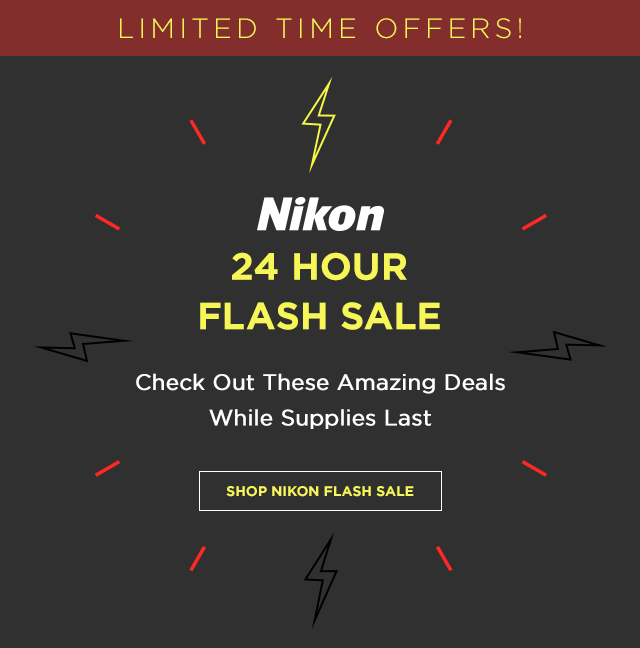 LIMITED TIME OFFERS!
Nikon
24 HOUR
FLASH SALE
Check Out These Amazing Deals
While Supplies Last
SHOP NIKON FLASH SALE